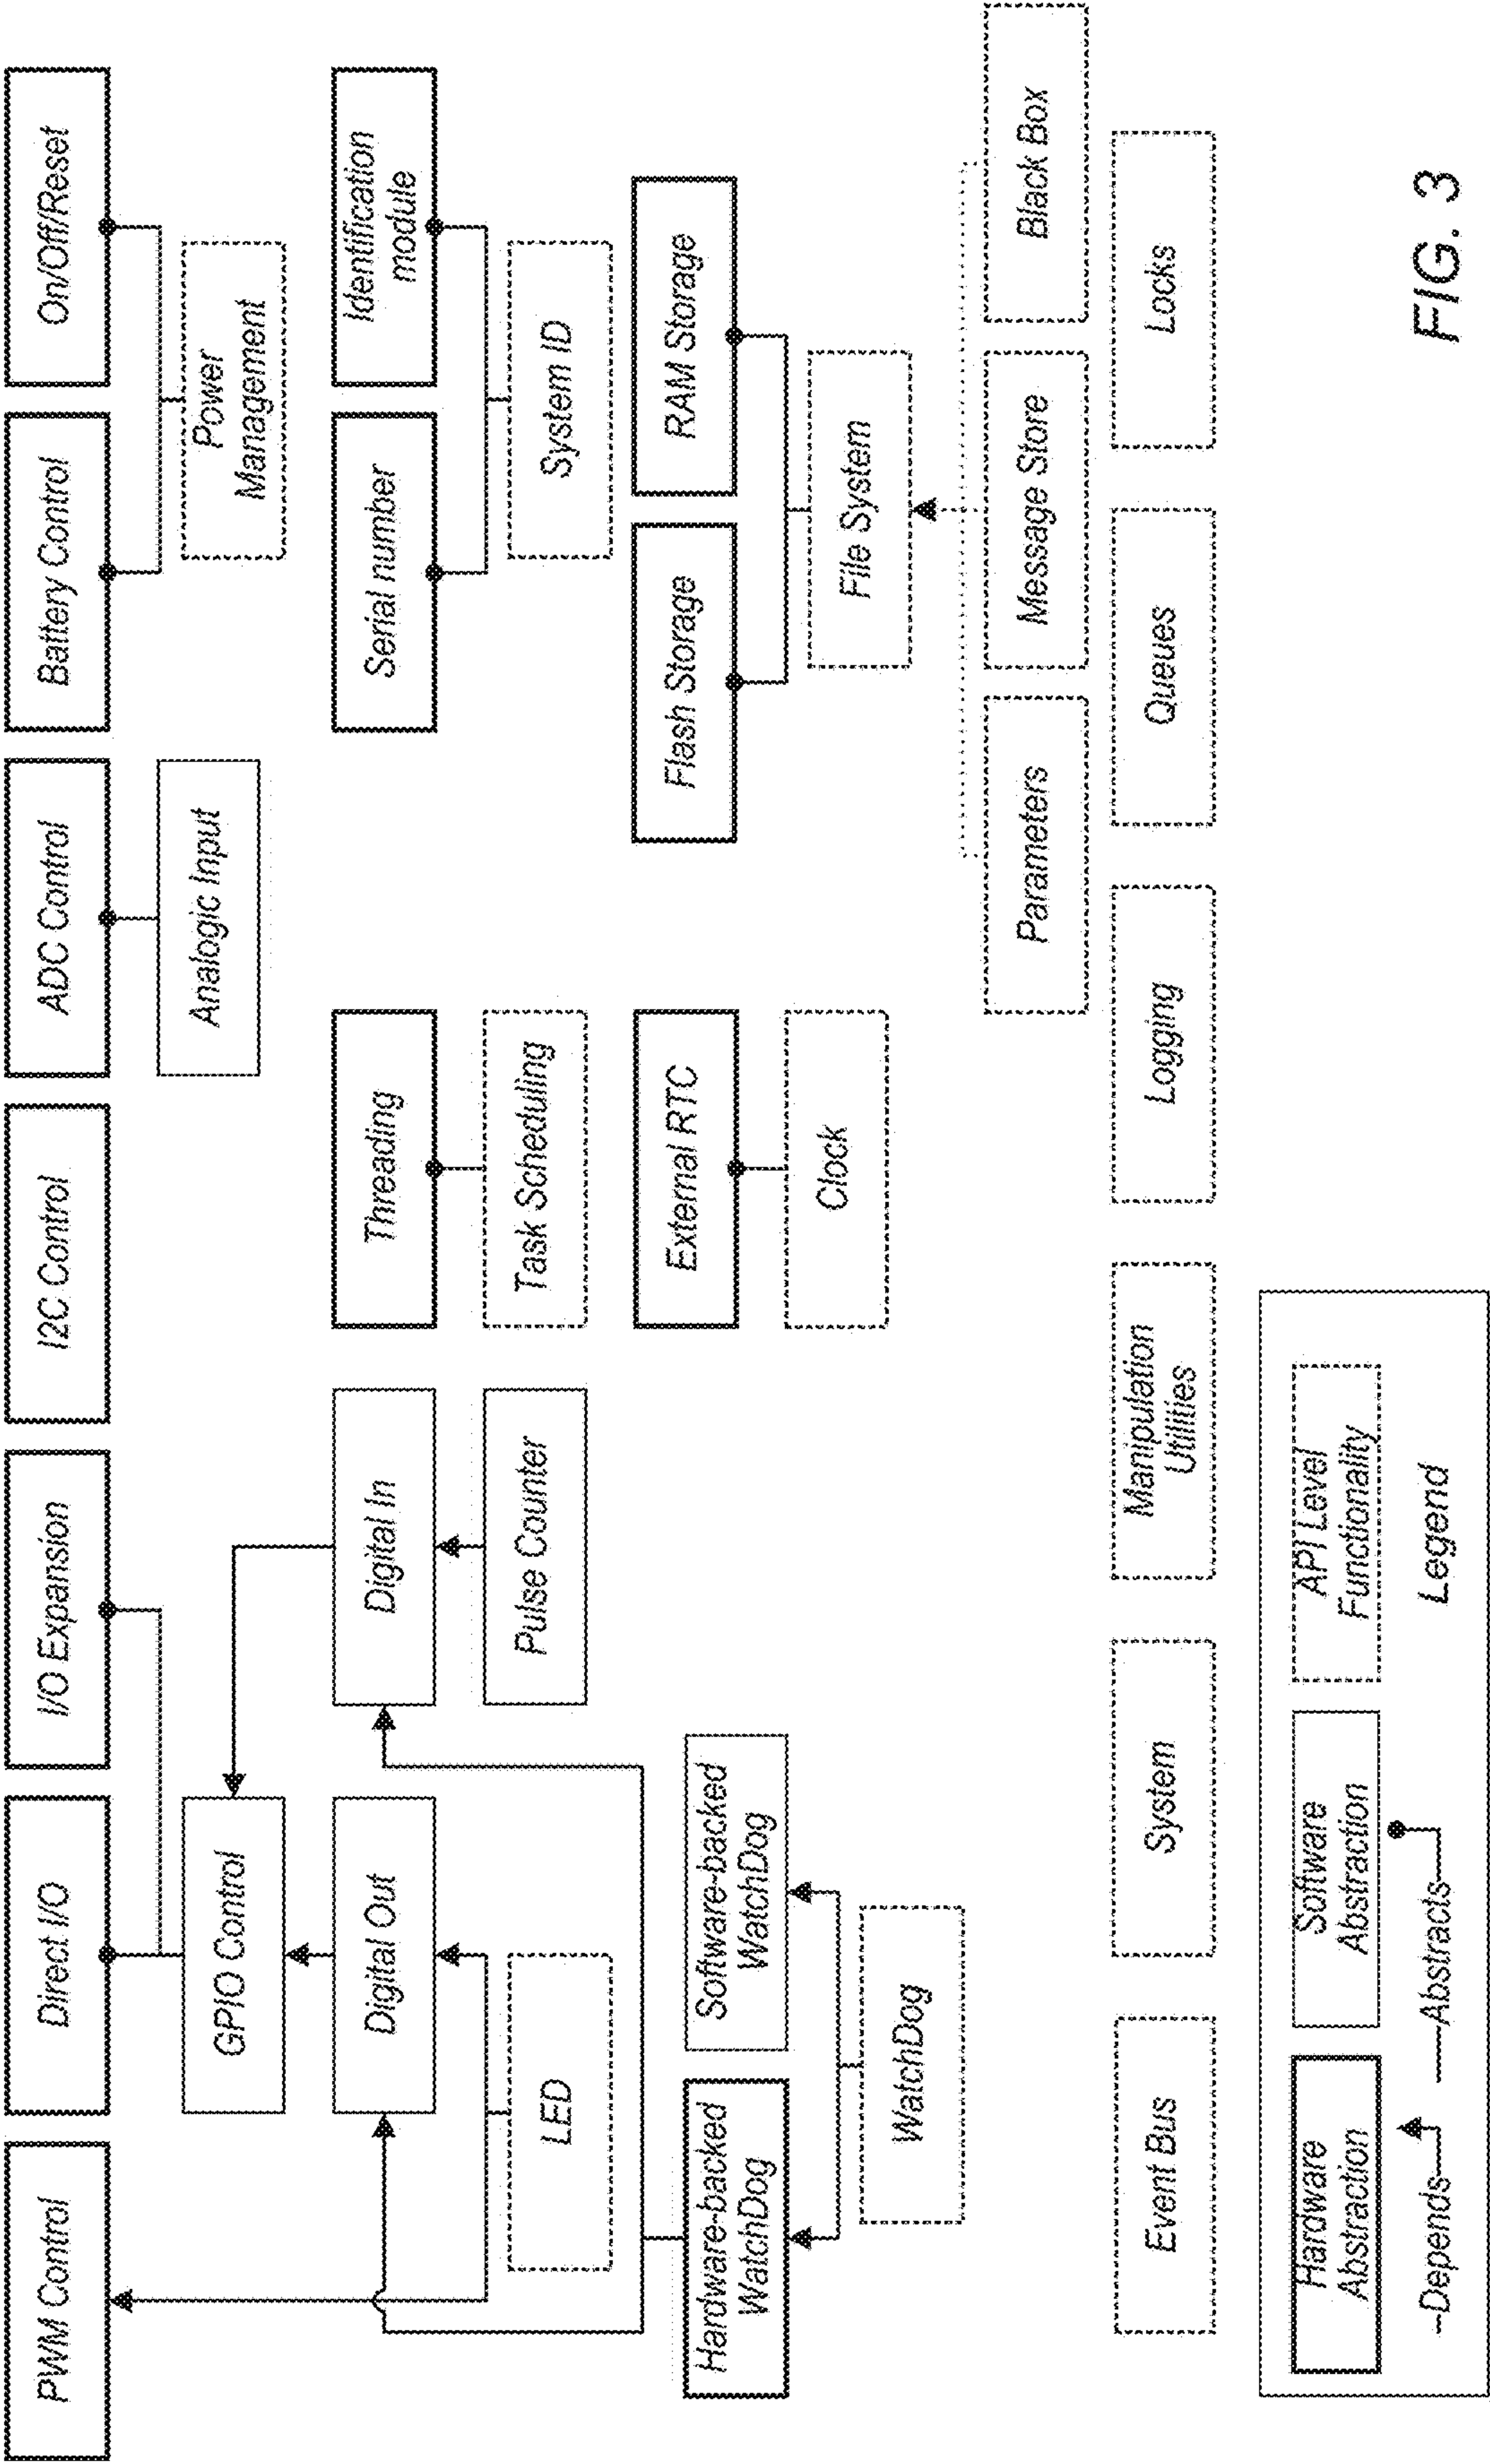 PWM Control
Direct I/O
I/O Expansion
I2C Control
ADC Control
Battery Control
On/Off/Reset
GPIO Control
Analogic Input
Power
Management
Digital Out
Digital In
Threading
Serial number
Identification
module
LED
Pulse Counter
Task Scheduling
System ID
Hardware-backed
WatchDog
Software-backed
WatchDog
External RTC
Flash Storage
RAM Storage
WatchDog
Clock
File System
Parameters
Message Store
Black Box
Event Bus
System
Manipulation
Utilities
Logging
Queues
Locks
Hardware
Abstraction
Software
Abstraction
API Level
Functionality
Depends
Abstracts
Legend
FIG. 3